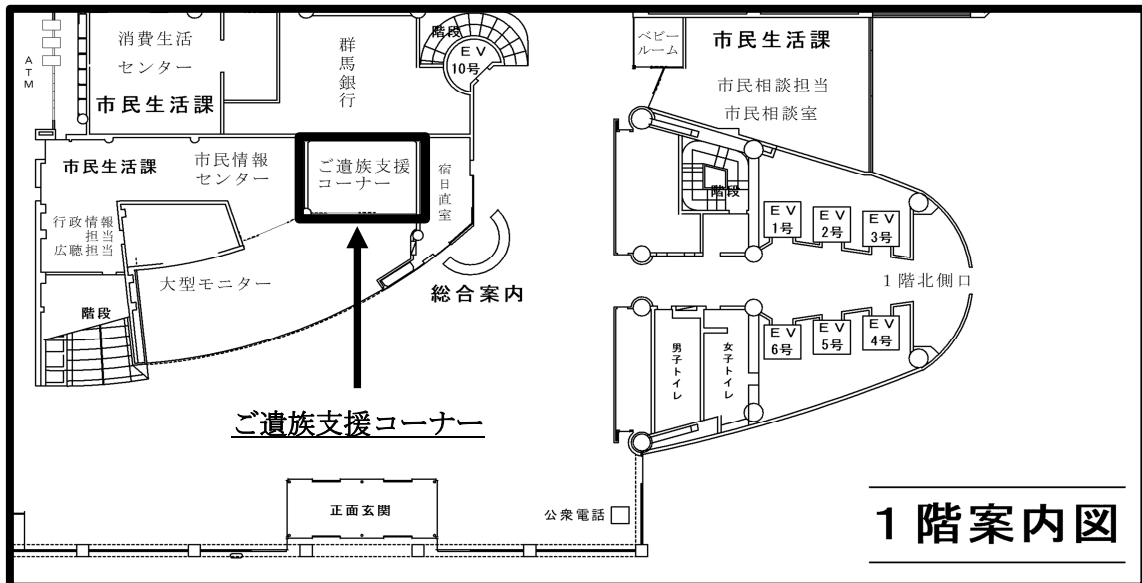 ATM
消費生活
センター
市民生活課
群馬銀行
階段
EV
10号
ベビー
ルーム
市民生活課
市民相談担当
市民相談室
市民生活課
市民情報
センター
ご遺族支援
コーナー
宿日直室
行政情報
担当
広聴担当
大型モニター
階段
総合案内
階段
EV
1号
EV
2号
EV
3号
1階北側口
EV
6号
EV
5号
EV
4号
男子トイレ
女子トイレ
ご遺族支援コーナー
正面玄関
公衆電話
1階案内図